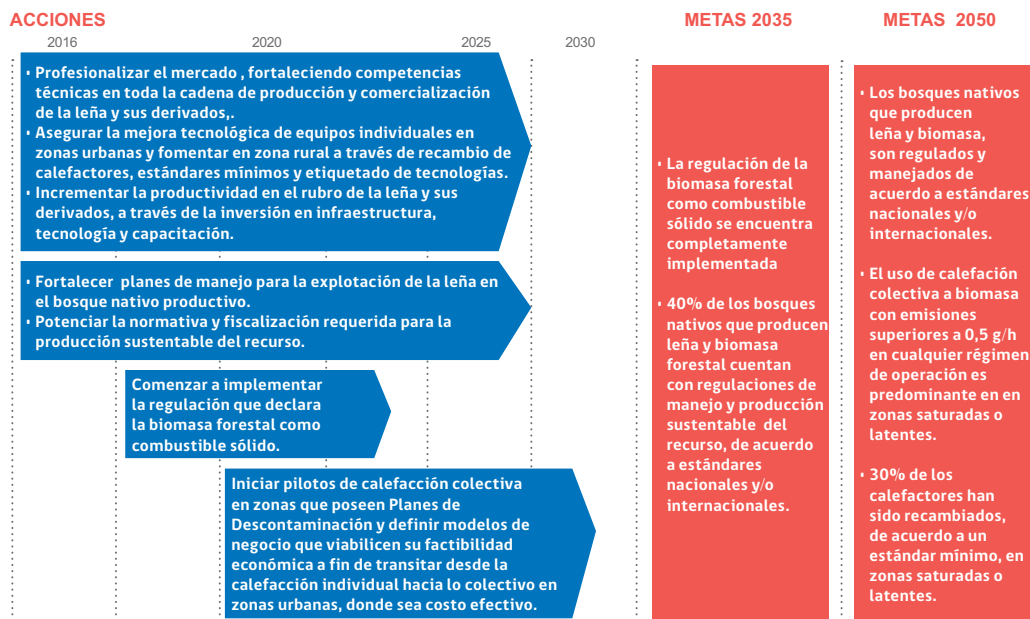 ACCIONES
2016
2020
2025
2030
• Profesionalizar el mercado , fortaleciendo competencias
técnicas en toda la cadena de producción y comercialización
de la leña y sus derivados,.
• Asegurar la mejora tecnológica de equipos individuales en
zonas urbanas y fomentar en zona rural a través de recambio de
calefactores, estándares mínimos y etiquetado de tecnologías.
• Incrementar la productividad en el rubro de la leña y sus
derivados, a través de la inversión en infraestructura,
tecnología y capacitación.
• Fortalecer planes de manejo para la explotación de la leña en
el bosque nativo productivo.
• Potenciar la normativa y fiscalización requerida para la
producción sustentable del recurso.
Comenzar a implementar
la regulación que declara
la biomasa forestal como
combustible sólido.
Iniciar pilotos de calefacción colectiva
en zonas que poseen Planes de
Descontaminación y definir modelos de
negocio que viabilicen su factibilidad
económica a fin de transitar desde la
calefacción individual hacia lo colectivo en
zonas urbanas, donde sea costo efectivo.
METAS 2035
• La regulación de la
biomasa forestal
como combustible
sólido se encuentra
completamente
implementada
• 40% de los bosques
nativos que producen
leña y biomasa
forestal cuentan
con regulaciones de
manejo y producción
sustentable del
recurso, de acuerdo
a estándares
nacionales y/o
internacionales.
METAS 2050
• Los bosques nativos
que producen
leña y biomasa,
son regulados y
manejados de
acuerdo a estándares
nacionales y/o
internacionales.
• El uso de calefación
colectiva a biomasa
con emisiones
superiores a 0,5 g/h
en cualquier régimen
de operación es
predominante en en
zonas saturadas o
latentes.
• 30% de los
calefactores han
sido recambiados,
de acuerdo a un
estándar mínimo, en
zonas saturadas o
latentes.